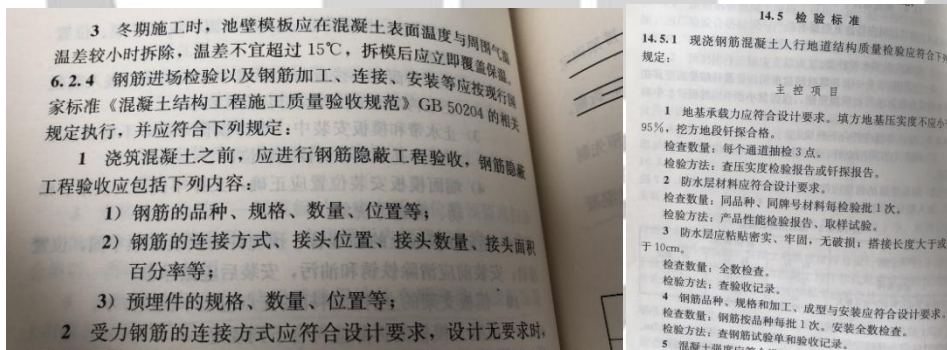 3 冬期施工时，池壁模板应在混凝土表面温度与周围气温
温差较小时拆除，温差不宜超过15℃，拆模后应立即覆盖保温。
6.2.4 钢筋进场检验以及钢筋加工、连接、安装等应按现行国
家标准《混凝土结构工程施工质量验收规范》GB 50204 的相关
规定执行，并应符合下列规定：
1 浇筑混凝土之前，应进行钢筋隐蔽工程验收，钢筋隐蔽
工程验收应包括下列内容：
1）钢筋的品种、规格、数量、位置等；
2）钢筋的连接方式、接头位置、接头数量、接头面积
百分率等；
3）预埋件的规格、数量、位置等；
2 受力钢筋的连接方式应符合设计要求，设计无要求时，
14.5 检验标准
14.5.1 现浇钢筋混凝土人行地道结构质量检验应符合下列
规定：
主控项目
1 地基承载力应符合设计要求。填方地基压实度不应小
95%，挖方地段钎探合格。
检查数量：每个通道抽检3点。
检验方法：查压实度检验报告或钎探报告。
2 防水层材料应符合设计要求。
检查数量：同品种、同牌号材料每检验批1次。
检验方法：产品性能检验报告、取样试验。
3 防水层应粘贴密实、牢固，无破损；搭接长度大于或
于10cm。
检查数量：全数检查。
检验方法：查验收记录。
4 钢筋品种、规格和加工、成型与安装应符合设计要求。
检查数量：钢筋按品种每批1次。安装全数检查。
检验方法：查钢筋试验单和验收记录。
5 混凝土强度应符合